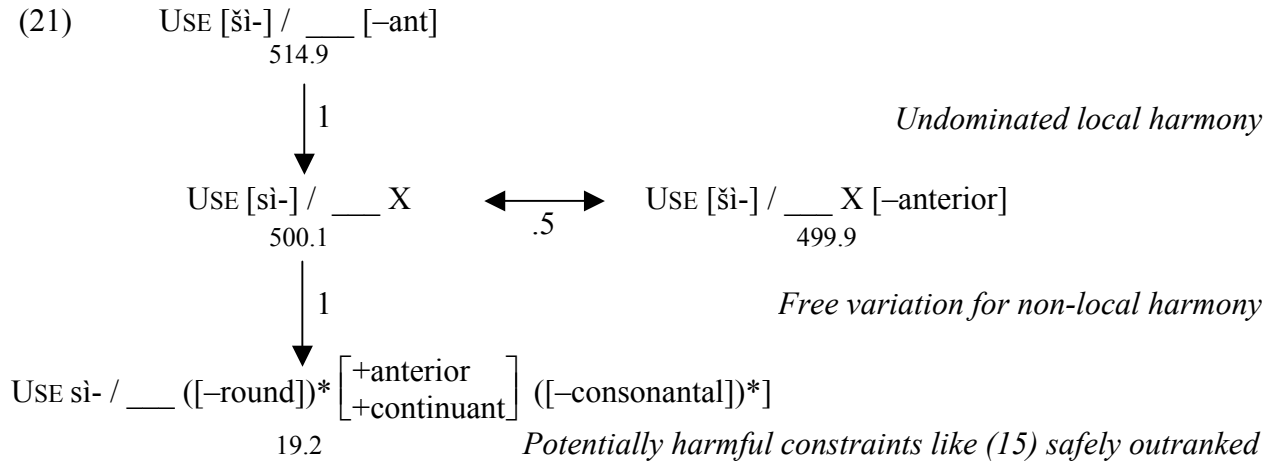 (21) USE [šì-] / ___ [–ant]
514.9
1
Undominated local harmony
USE [sì-] / ___ X USE [šì-] / ___ X [–anterior]
500.1 .5 499.9
1
Free variation for non-local harmony
USE sì- / ___ ([–round])* [+anterior +continuant] ([–consonantal])*]
19.2 Potentially harmful constraints like (15) safely outranked